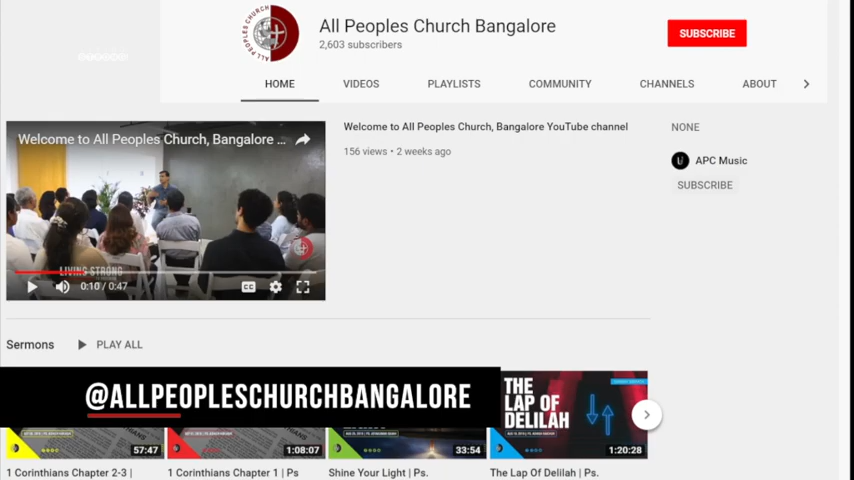 All Peoples Church Bangalore
2,603 subscribers
SUBSCRIBE
HOME VIDEOS PLAYLISTS COMMUNITY CHANNELS ABOUT
Welcome to All Peoples Church, Bangalore ...
LIVING STRONG
0:10 / 0:47
CC
Welcome to All Peoples Church, Bangalore YouTube channel
156 views • 2 weeks ago
NONE
APC Music
SUBSCRIBE
Sermons PLAY ALL
@ALLPEOPLESCHURCHBANGALORE
THE
LAP OF
DELILAH
57:47
1:08:07
33:54
1:20:28
1 Corinthians Chapter 2-3 |
1 Corinthians Chapter 1 | Ps
Shine Your Light | Ps.
The Lap Of Delilah | Ps.